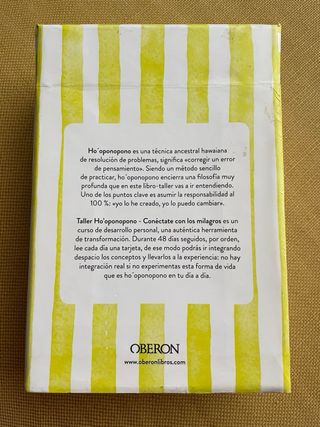 Ho´oponopono es una técnica ancestral hawaiana
de resolución de problemas, significa «corregir un error
de pensamiento». Siendo un método sencillo
de practicar, ho´oponopono encierra una filosofía muy
profunda que en este libro-taller vas a ir entendiendo.
Uno de los puntos clave es asumir la responsabilidad al
100 %: «yo lo he creado, yo lo puedo cambiar».
Taller Ho'oponopono - Conéctate con los milagros es un
curso de desarrollo personal, una auténtica herramienta
de transformación. Durante 48 días seguidos, por orden,
lee cada día una tarjeta, de ese modo podrás ir integrando
despacio los conceptos y llevarlos a la experiencia: no hay
integración real si no experimentas esta forma de vida
que es ho´oponopono en tu día a día.
OBERON
www.oberonlibros.com